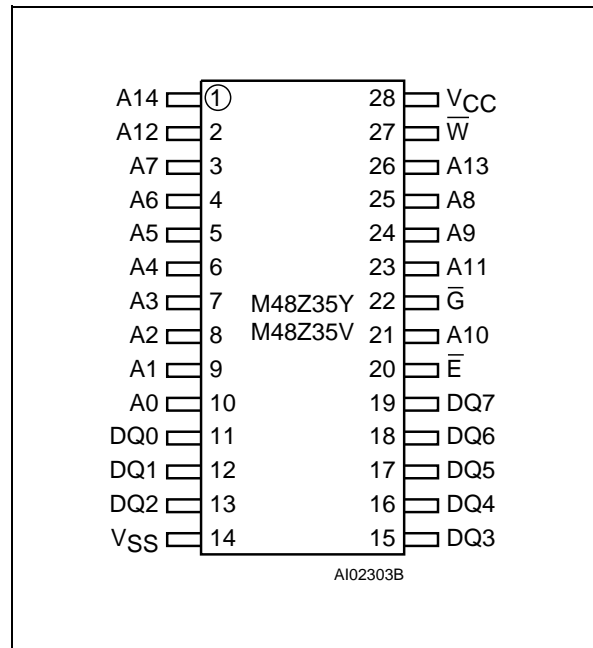 A14 1 28 VCC
A12 2 27 W̅
A7 3 26 A13
A6 4 25 A8
A5 5 24 A9
A4 6 23 A11
A3 7 M48Z35Y 22 G̅
A2 8 M48Z35V 21 A10
A1 9 20 E̅
A0 10 19 DQ7
DQ0 11 18 DQ6
DQ1 12 17 DQ5
DQ2 13 16 DQ4
VSS 14 15 DQ3
AI02303B